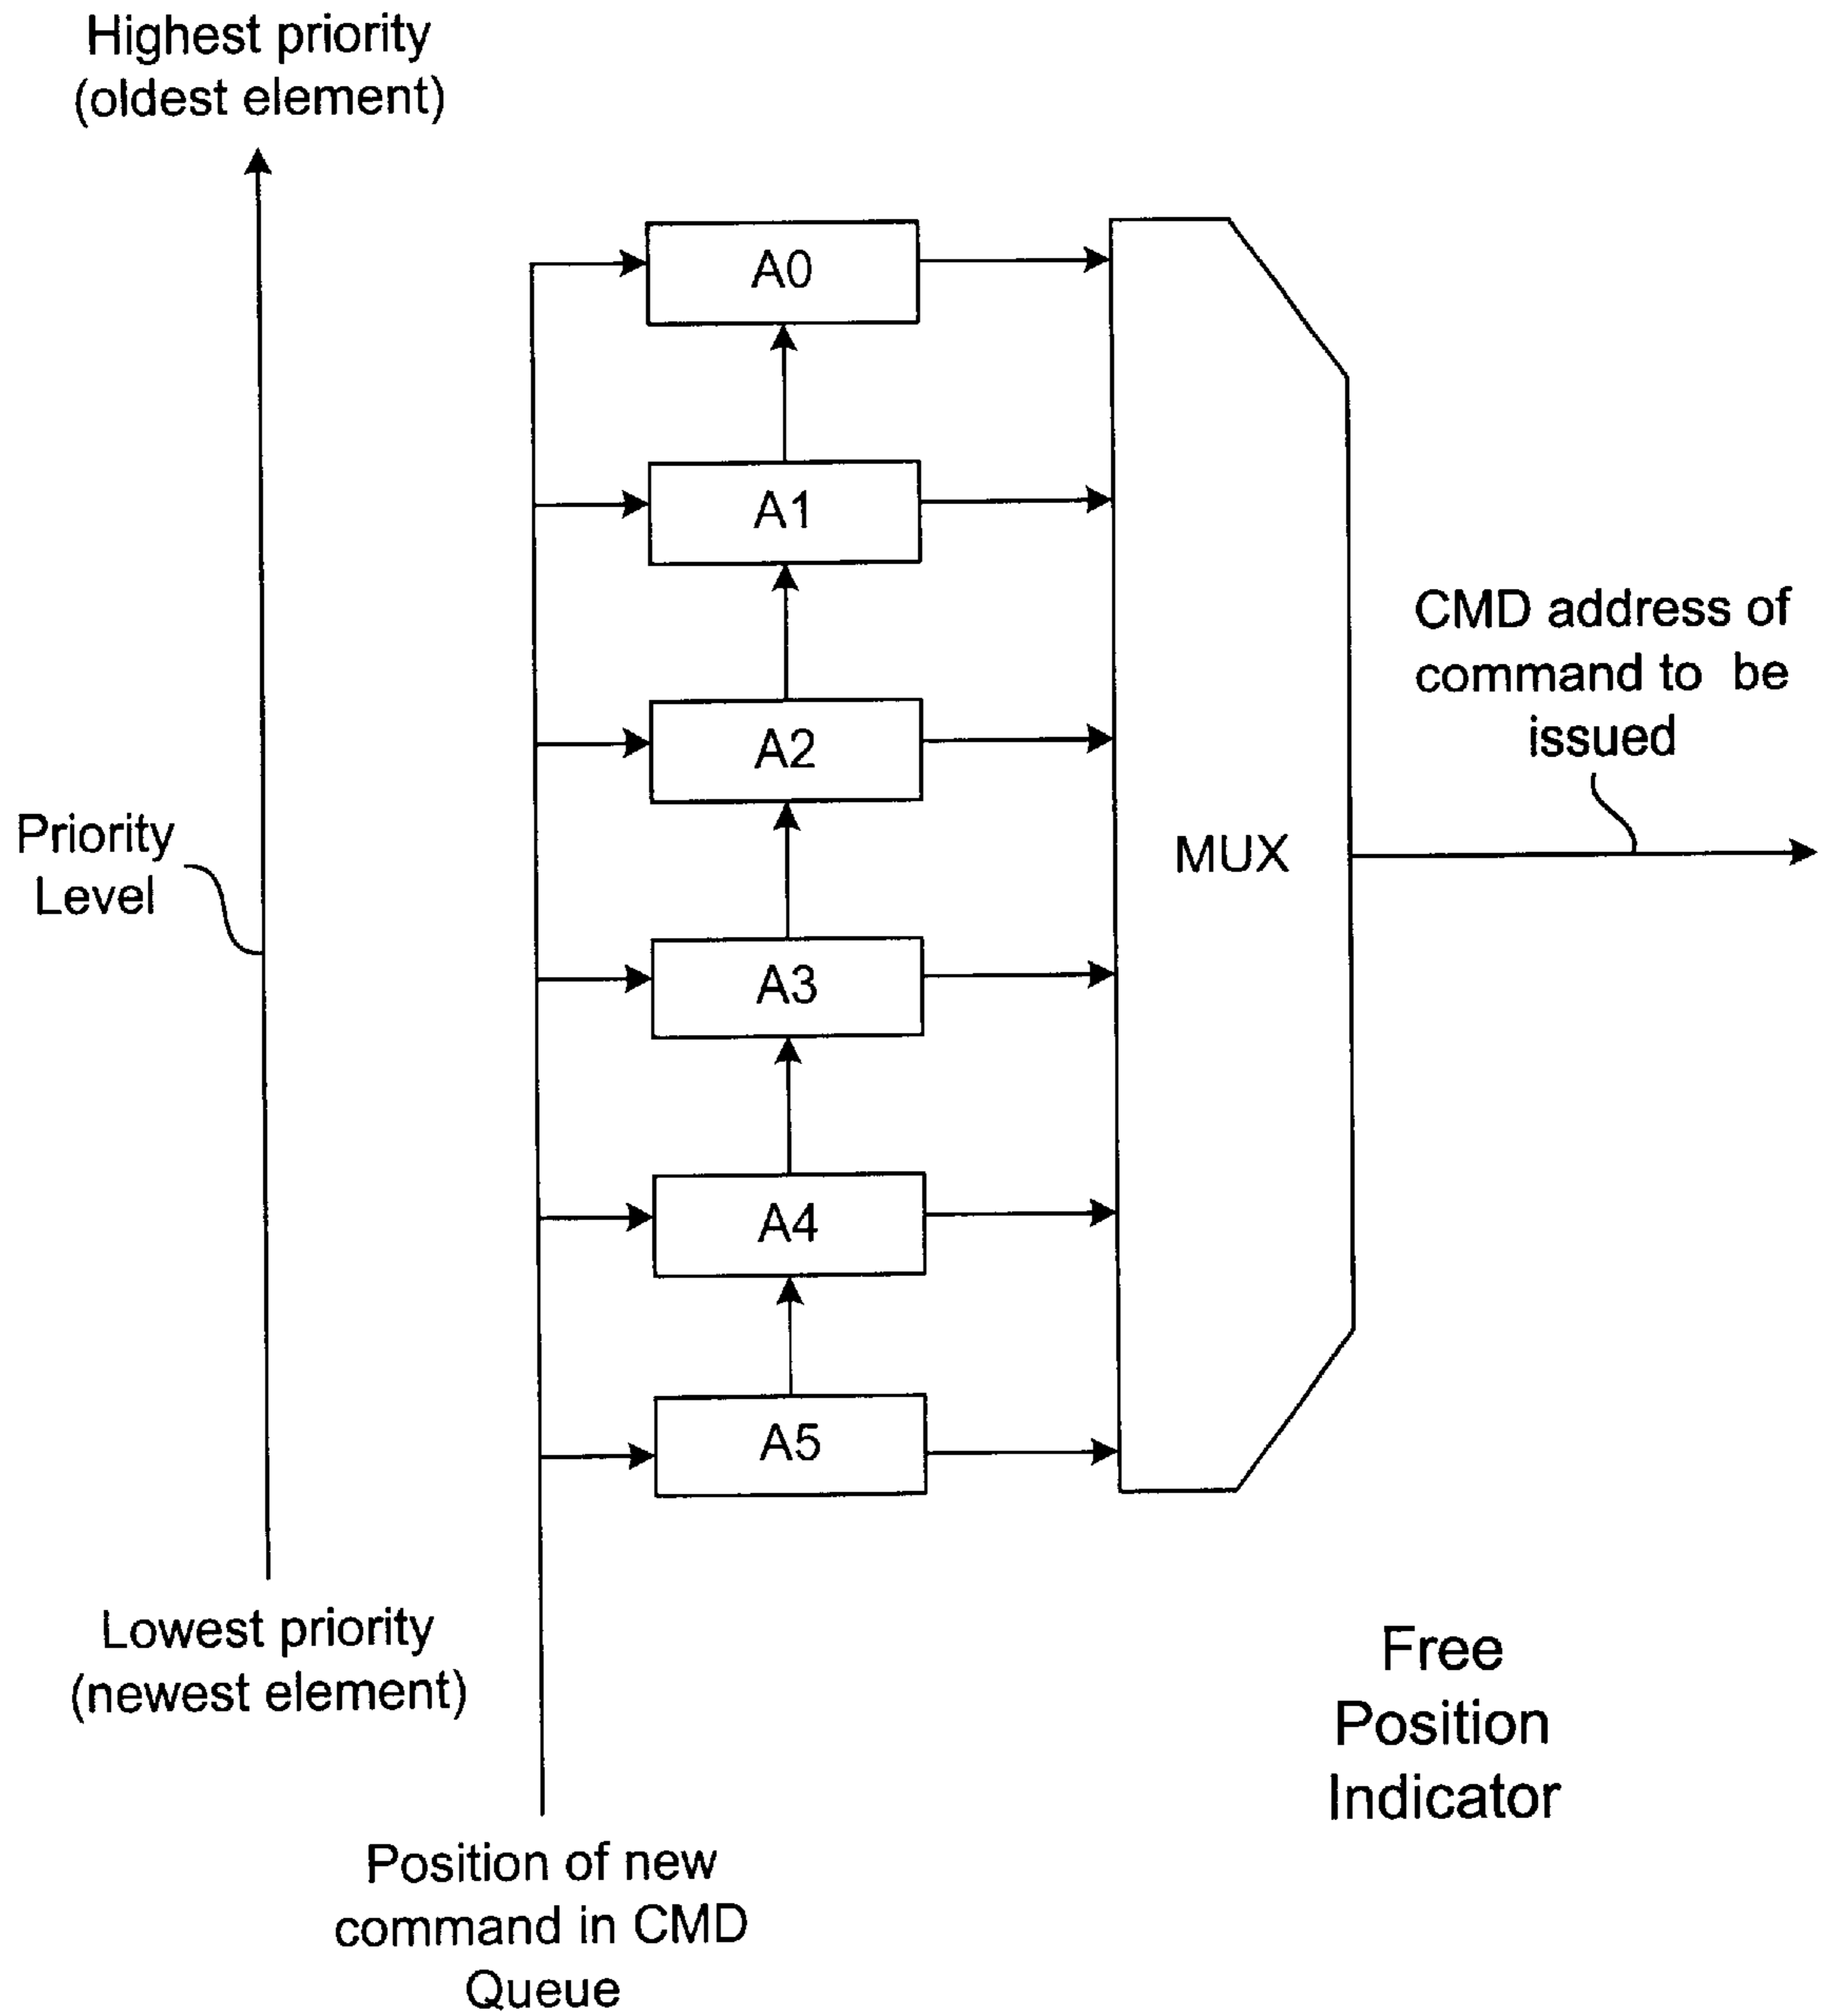 Highest priority
(oldest element)
A0
A1
CMD address of
command to be
issued
A2
Priority
Level
MUX
A3
A4
A5
Lowest priority
(newest element)
Free
Position
Indicator
Position of new
command in CMD
Queue